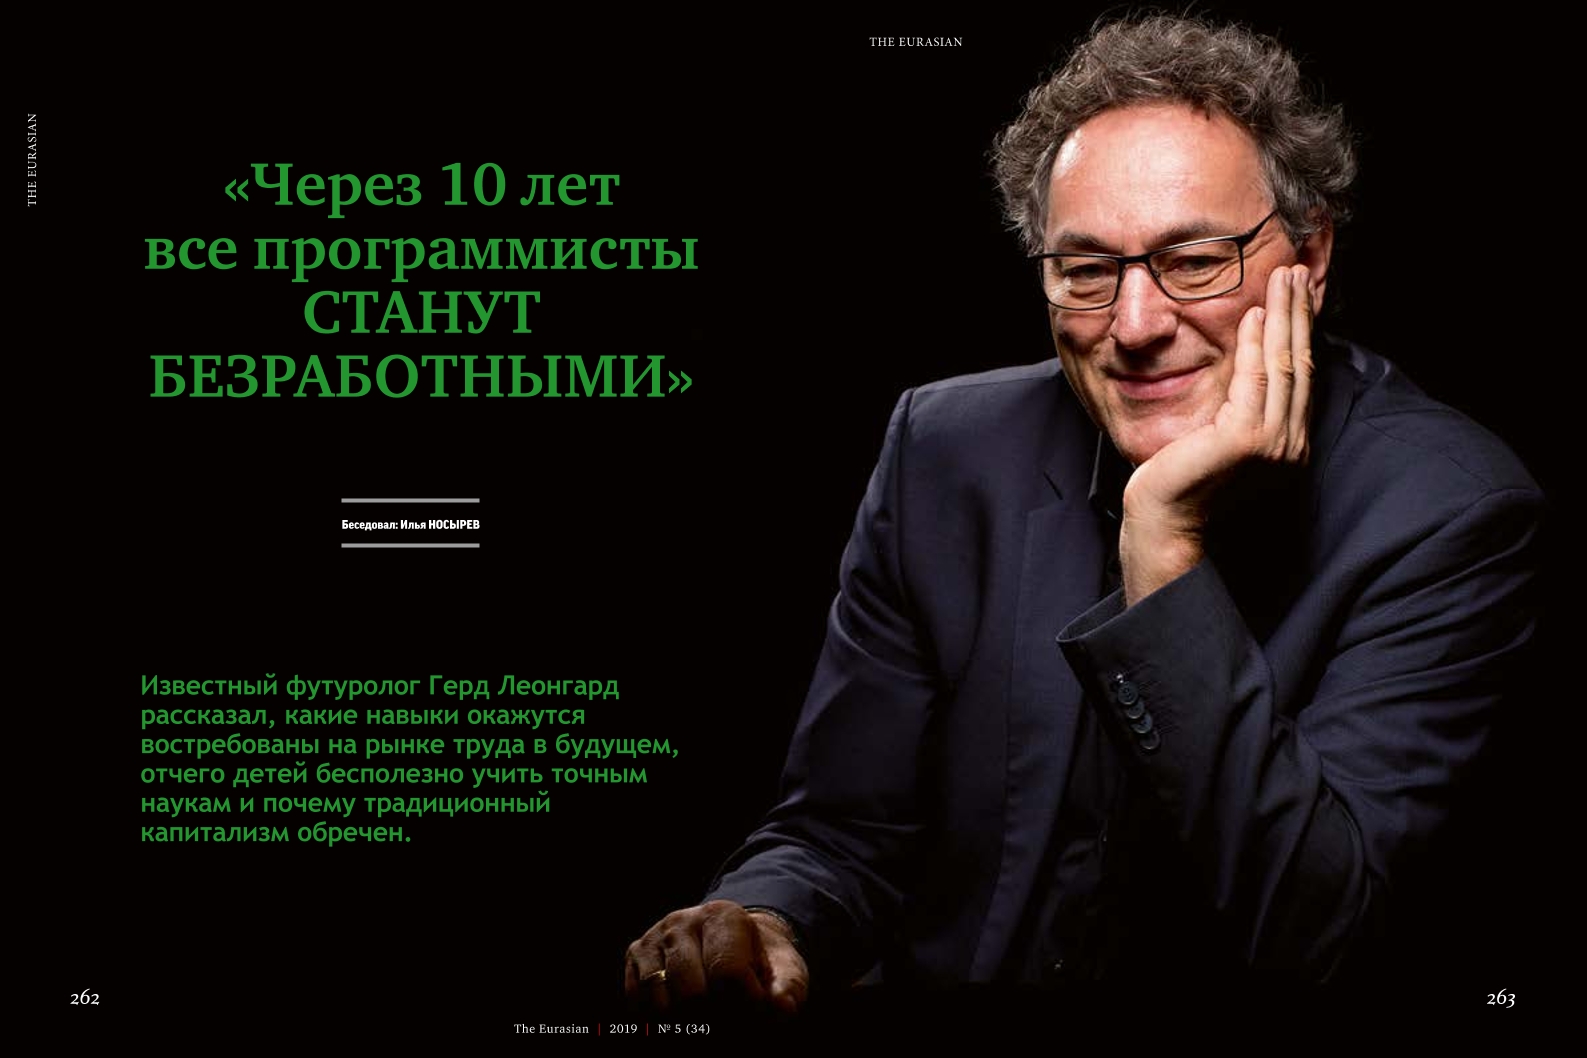 THE EURASIAN
THE EURASIAN
«Через 10 лет
все программисты
СТАНУТ
БЕЗРАБОТНЫМИ»
Беседовал: Илья НОСЫРЕВ
Известный футуролог Герд Леонгард
рассказал, какие навыки окажутся
востребованы на рынке труда в будущем,
отчего детей бесполезно учить точным
наукам и почему традиционный
капитализм обречен.
262
263
The Eurasian | 2019 | № 5 (34)